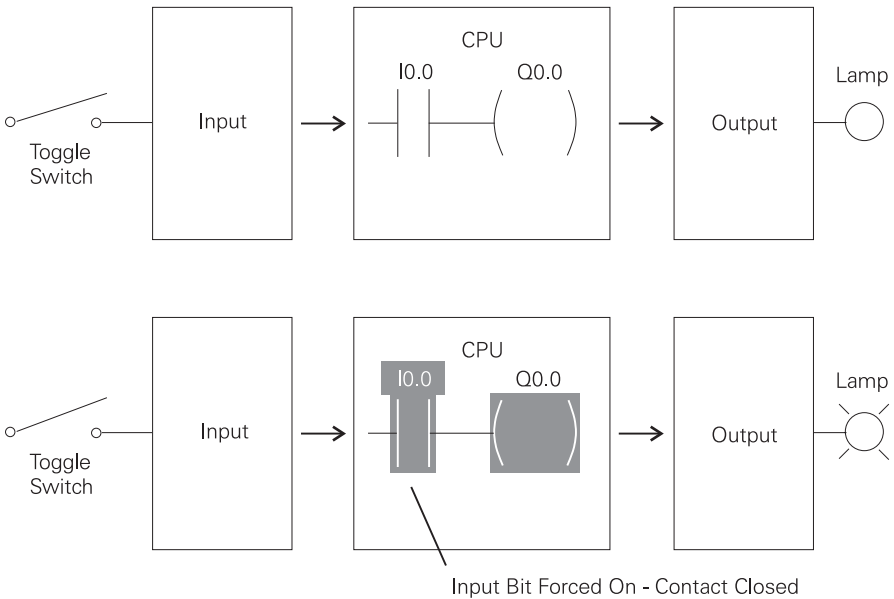 CPU
I0.0 Q0.0
Lamp
Input
Output
Toggle
Switch
CPU
I0.0 Q0.0
Lamp
Input
Output
Toggle
Switch
Input Bit Forced On - Contact Closed